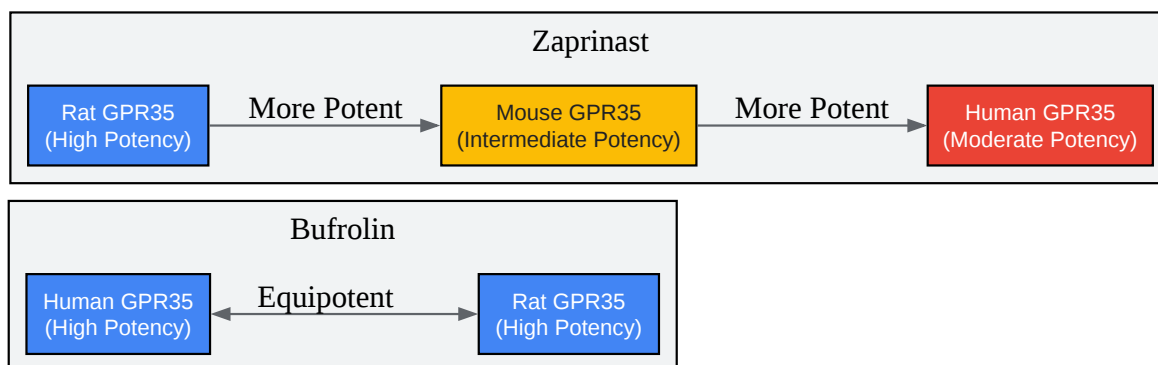 Zaprinast
Rat GPR35
(High Potency)
More Potent
Mouse GPR35
(Intermediate Potency)
More Potent
Human GPR35
(Moderate Potency)
Bufrolin
Human GPR35
(High Potency)
Equipotent
Rat GPR35
(High Potency)